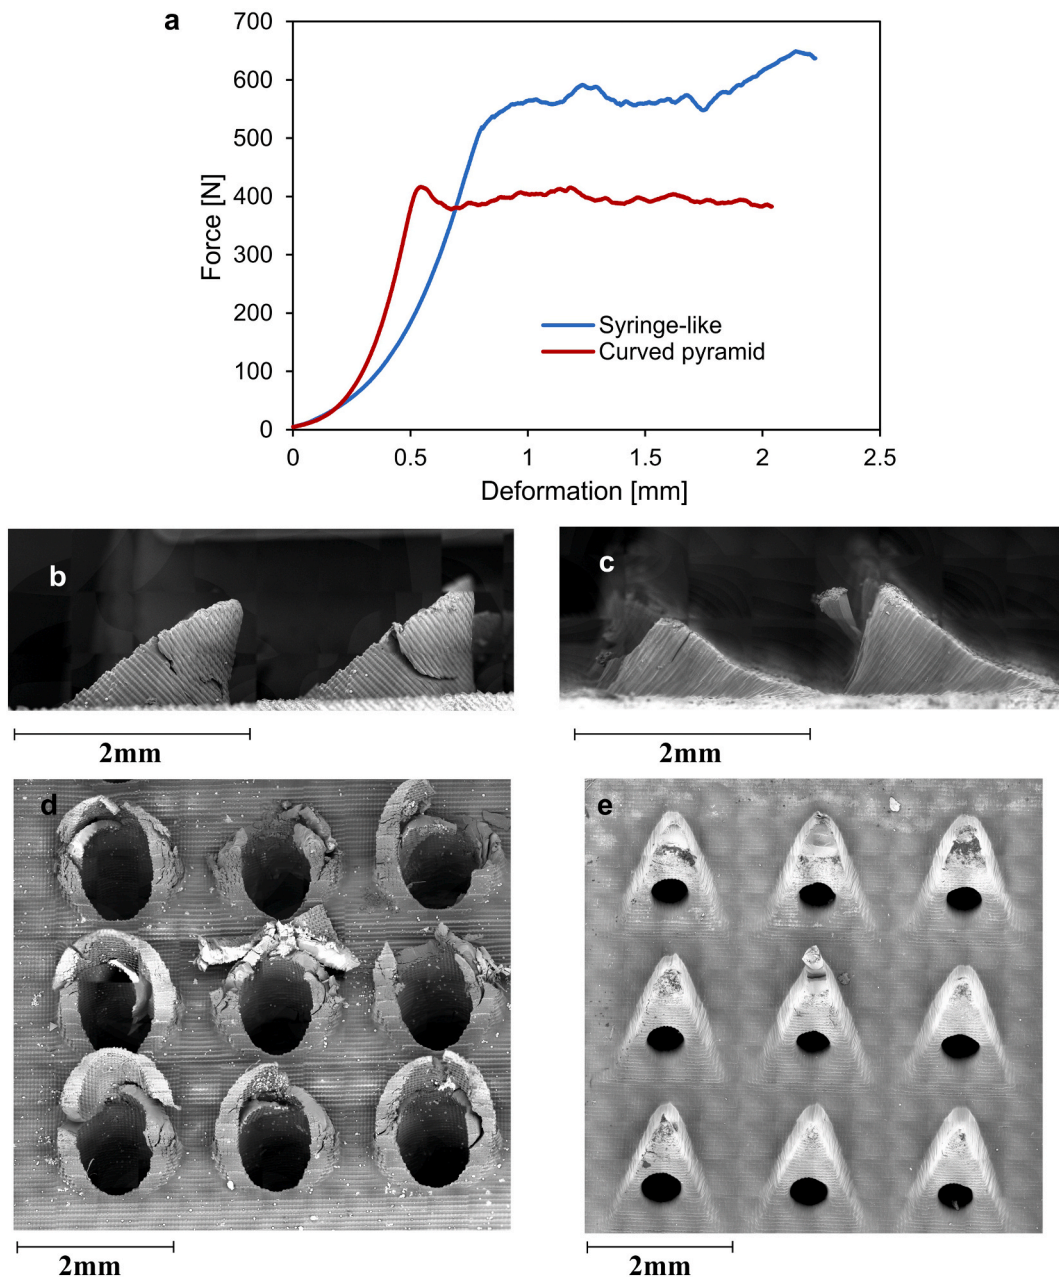 a
700
600
500
400
300
200
100
0
Force [N]
Syringe-like
Curved pyramid
0 0.5 1 1.5 2 2.5
Deformation [mm]
b
c
2mm
2mm
d
e
2mm
2mm